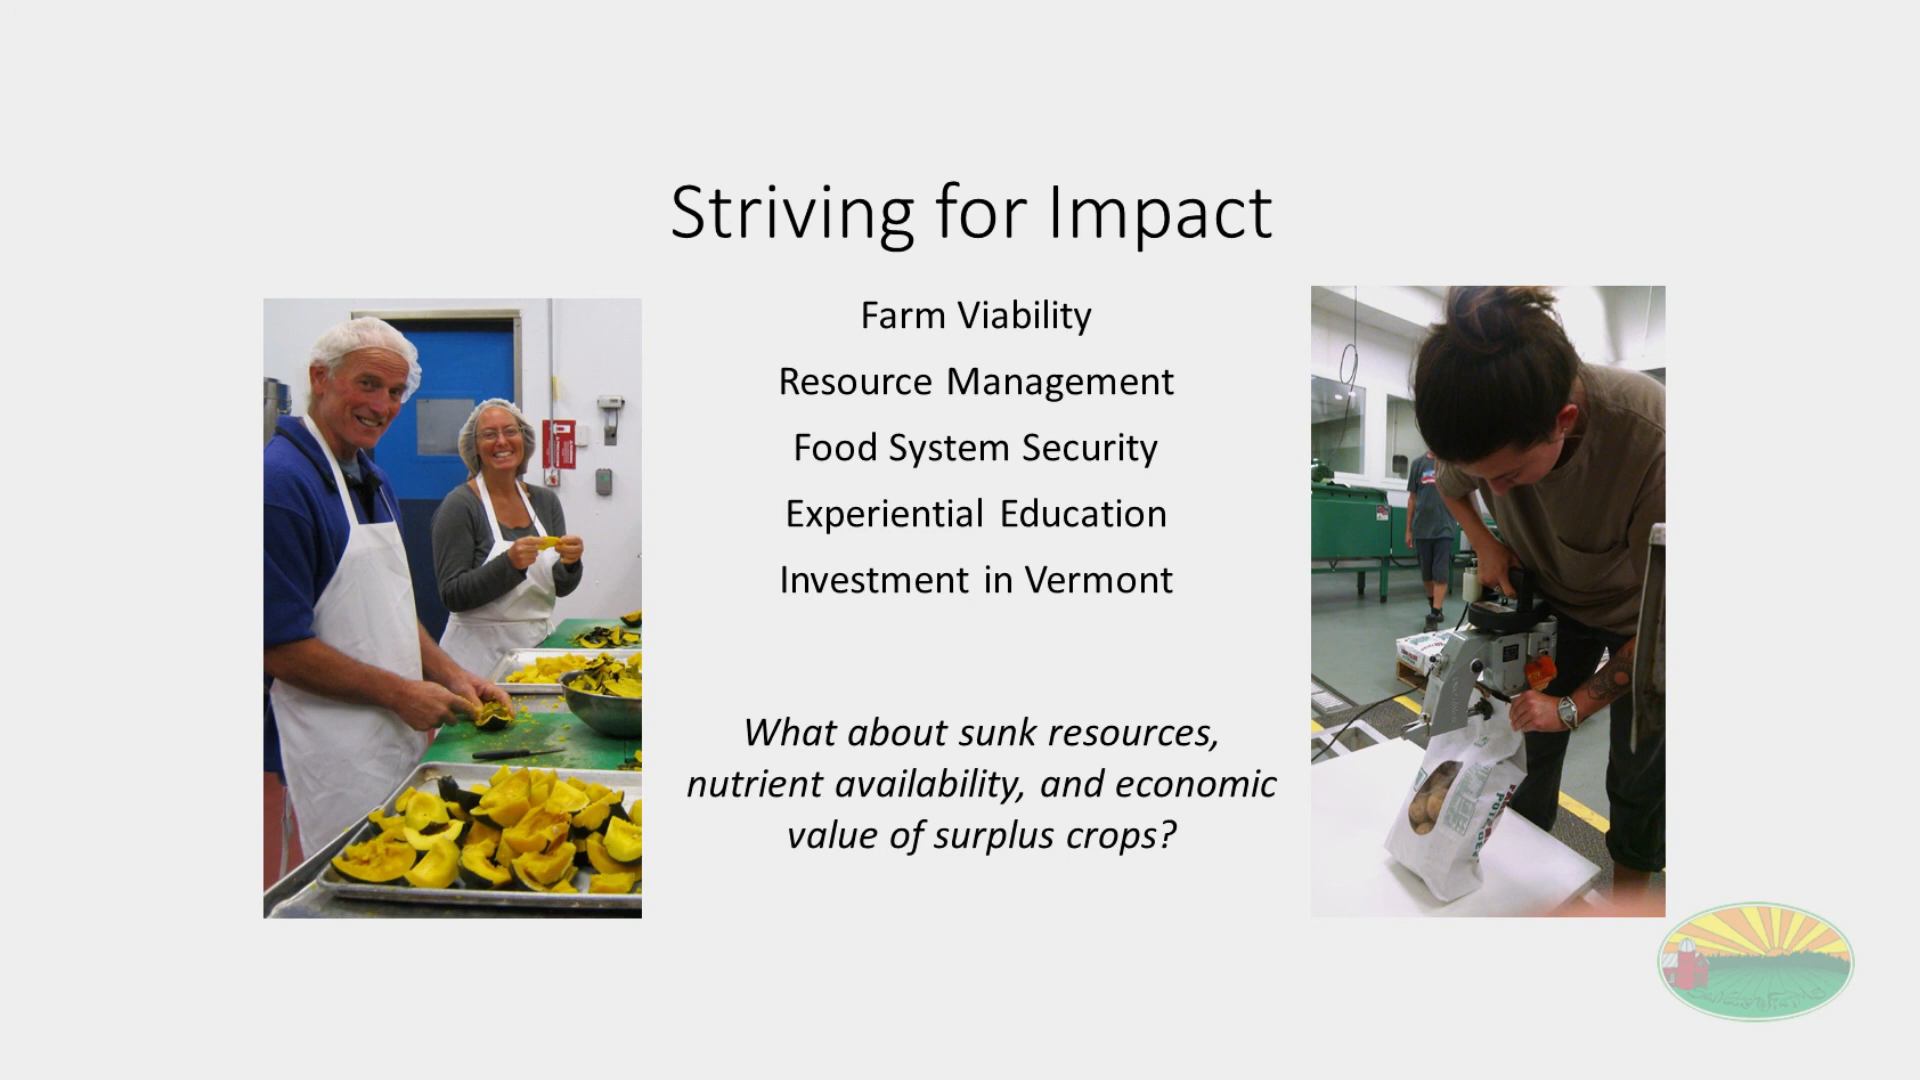 Striving for Impact
Farm Viability
Resource Management
Food System Security
Experiential Education
Investment in Vermont
What about sunk resources,
nutrient availability, and economic
value of surplus crops?